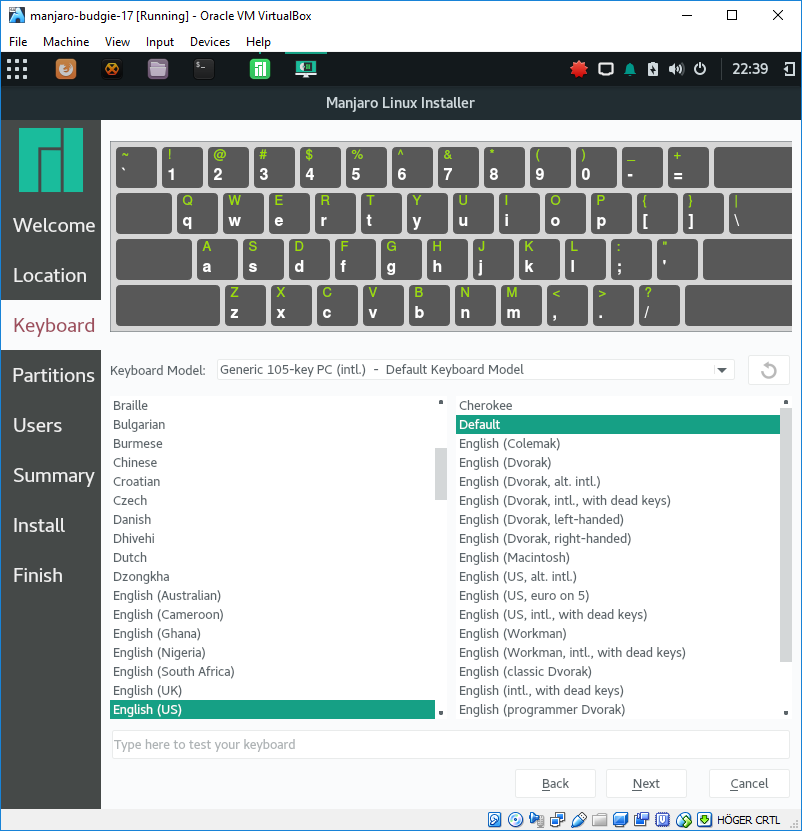 manjaro-budgie-17 [Running] - Oracle VM VirtualBox
File Machine View Input Devices Help
22:39
Manjaro Linux Installer
Welcome
Location
Keyboard
Partitions
Users
Summary
Install
Finish
~ ! @ # $ % ^ & * ( ) _ +
` 1 2 3 4 5 6 7 8 9 0 - =
Q W E R T Y U I O P { } |
q w e r t y u i o p [ ] \
A S D F G H J K L : "
a s d f g h j k l ; '
Z X C V B N M < > ?
z x c v b n m , . /
Keyboard Model: Generic 105-key PC (intl.) - Default Keyboard Model
Braille
Bulgarian
Burmese
Chinese
Croatian
Czech
Danish
Dhivehi
Dutch
Dzongkha
English (Australian)
English (Cameroon)
English (Ghana)
English (Nigeria)
English (South Africa)
English (UK)
English (US)
Cherokee
Default
English (Colemak)
English (Dvorak)
English (Dvorak, alt. intl.)
English (Dvorak, intl., with dead keys)
English (Dvorak, left-handed)
English (Dvorak, right-handed)
English (Macintosh)
English (US, alt. intl.)
English (US, euro on 5)
English (US, intl., with dead keys)
English (Workman)
English (Workman, intl., with dead keys)
English (classic Dvorak)
English (intl., with dead keys)
English (programmer Dvorak)
Type here to test your keyboard
Back Next Cancel
HÖGER CRTL